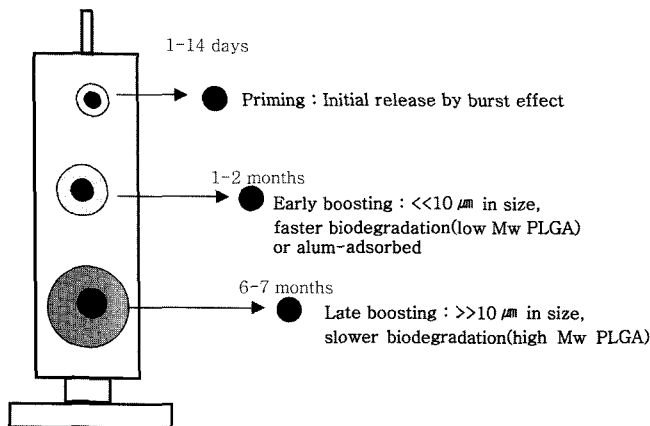 1-14 days
Priming : Initial release by burst effect
1-2 months
Early boosting : <<10 ㎛ in size,
faster biodegradation(low Mw PLGA)
or alum-adsorbed
6-7 months
Late boosting : >>10 ㎛ in size,
slower biodegradation(high Mw PLGA)